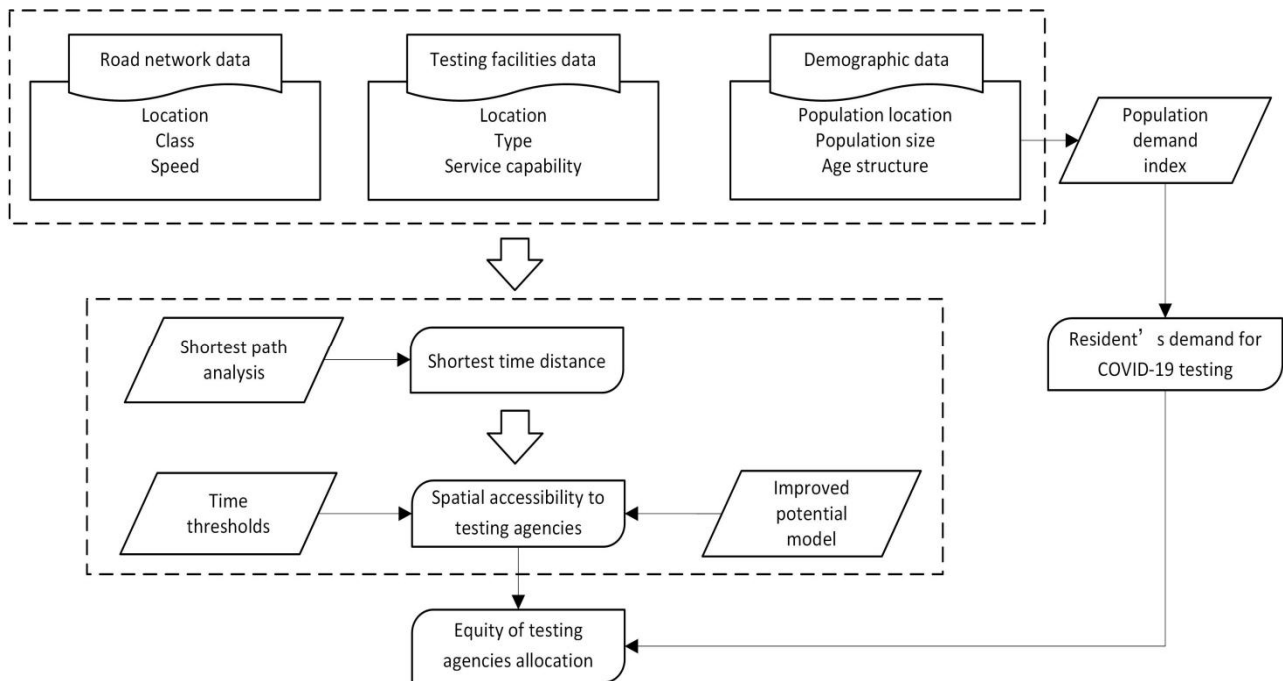 Road network data
Location
Class
Speed
Testing facilities data
Location
Type
Service capability
Demographic data
Population location
Population size
Age structure
Population
demand
index
Shortest path
analysis
Shortest time distance
Resident’s demand for
COVID-19 testing
Time
thresholds
Spatial accessibility to
testing agencies
Improved
potential
model
Equity of testing
agencies allocation